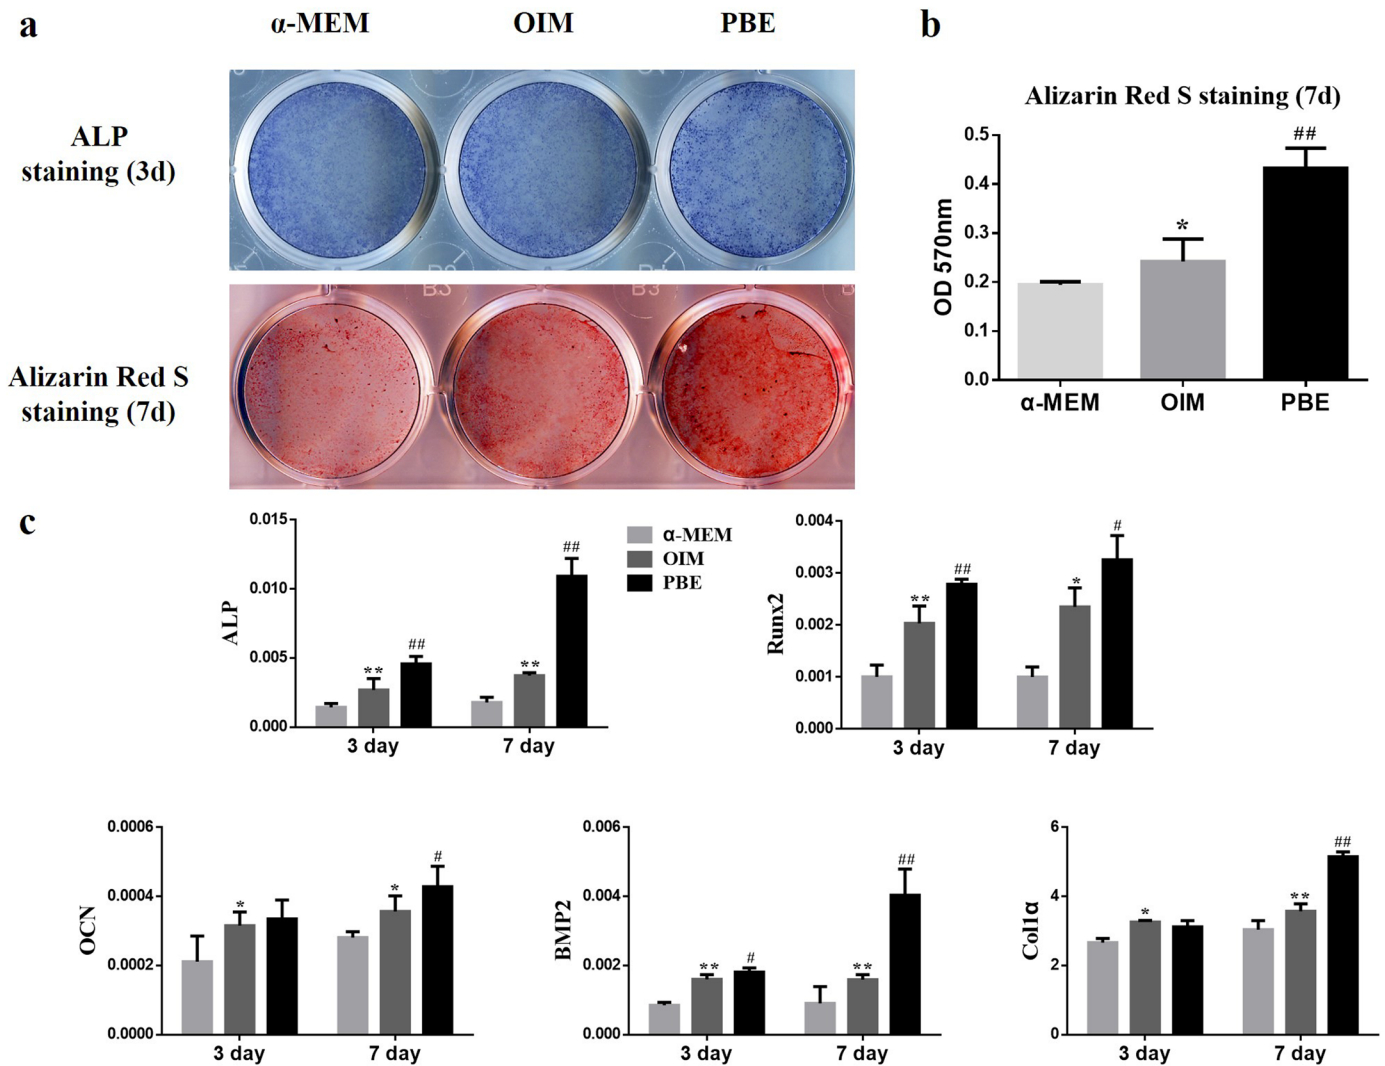 a
α-MEM
OIM
PBE
b
ALP
staining (3d)
Alizarin Red S
staining (7d)
B3
Alizarin Red S staining (7d)
##
*
OD 570nm
0.5
0.4
0.3
0.2
0.1
0.0
α-MEM
OIM
PBE
c
ALP
0.015
0.010
0.005
0.000
**
##
**
##
3 day
7 day
α-MEM
OIM
PBE
Runx2
0.004
0.003
0.002
0.001
0.000
**
##
*
#
3 day
7 day
OCN
0.0006
0.0004
0.0002
0.0000
*
*
#
3 day
7 day
BMP2
0.006
0.004
0.002
0.000
**
#
**
##
3 day
7 day
Col1α
6
4
2
0
*
**
##
3 day
7 day